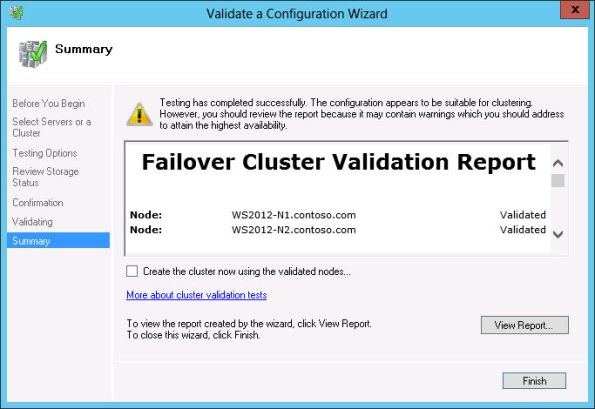 Validate a Configuration Wizard
x
Summary
Before You Begin
Select Servers or a
Cluster
Testing Options
Review Storage
Status
Confirmation
Validating
Summary
Testing has completed successfully. The configuration appears to be suitable for clustering.
However, you should review the report because it may contain warnings which you should address
to attain the highest availability.
Failover Cluster Validation Report
Node: WS2012-N1.contoso.com Validated
Node: WS2012-N2.contoso.com Validated
Create the cluster now using the validated nodes...
More about cluster validation tests
To view the report created by the wizard, click View Report.
To close this wizard, click Finish.
View Report...
Finish